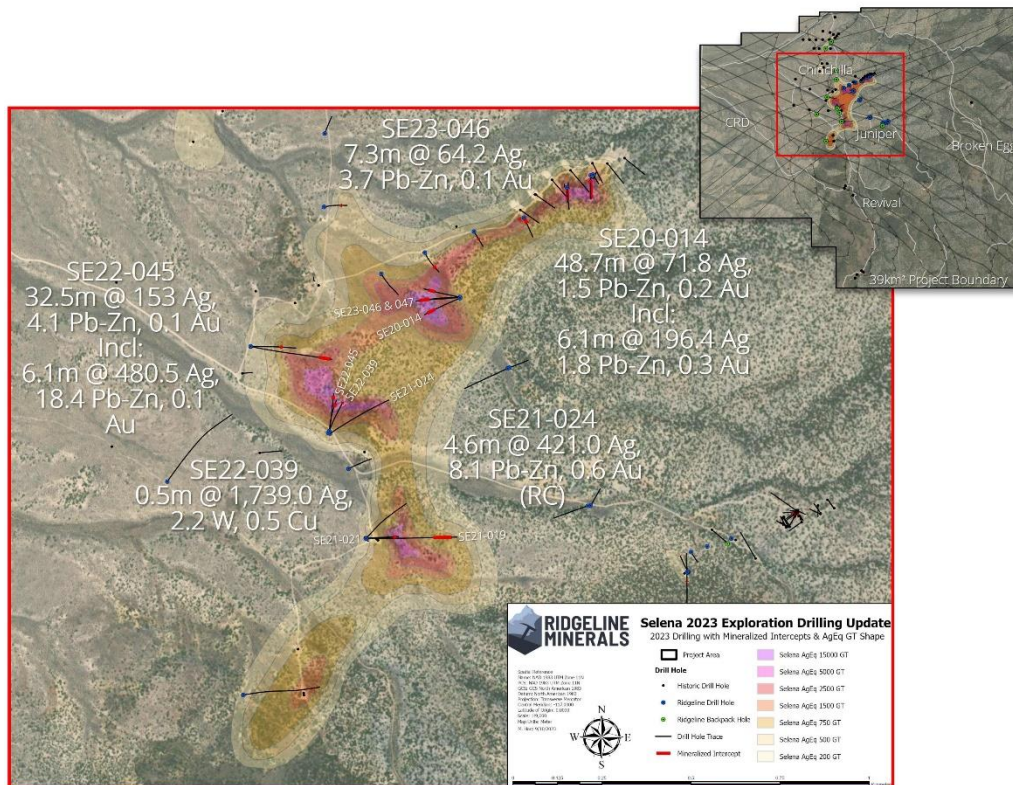 Chinchilla
CRD
Juniper
Broken Egg
Revival
39km² Project Boundary
SE23-046
7.3m @ 64.2 Ag,
3.7 Pb-Zn, 0.1 Au
SE20-014
48.7m @ 71.8 Ag,
1.5 Pb-Zn, 0.2 Au
Incl:
6.1m @ 196.4 Ag
1.8 Pb-Zn, 0.3 Au
SE22-045
32.5m @ 153 Ag,
4.1 Pb-Zn, 0.1 Au
Incl:
6.1m @ 480.5 Ag,
18.4 Pb-Zn, 0.1
Au
SE23-046 & 047
SE20-014
SE22-045
SE22-039
SE21-024
SE21-024
4.6m @ 421.0 Ag,
8.1 Pb-Zn, 0.6 Au
(RC)
SE22-039
0.5m @ 1,739.0 Ag,
2.2 W, 0.5 Cu
SE21-021
SE21-019
RIDGELINE
MINERALS
Selena 2023 Exploration Drilling Update
2023 Drilling with Mineralized Intercepts & AgEq GT Shape
Project Area
Drill Hole
Historic Drill Hole
Ridgeline Drill Hole
Ridgeline Backpack Hole
Drill Hole Trace
Mineralized Intercept
Selena AgEq 15000 GT
Selena AgEq 5000 GT
Selena AgEq 2500 GT
Selena AgEq 1500 GT
Selena AgEq 750 GT
Selena AgEq 500 GT
Selena AgEq 200 GT
N
W E
S